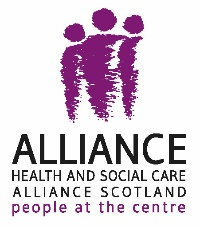 ALLIANCE
HEALTH AND SOCIAL CARE
ALLIANCE SCOTLAND
people at the centre